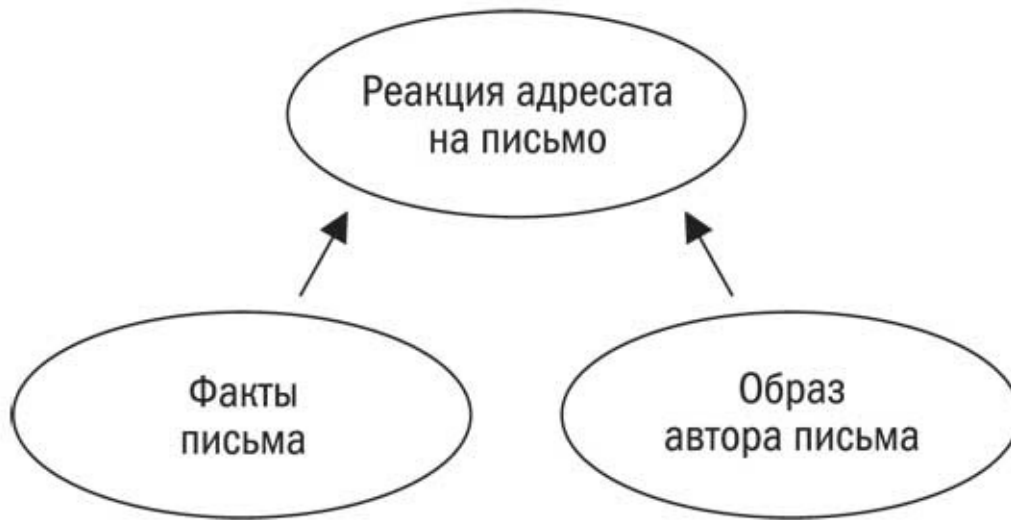 Реакция адресата
на письмо
Факты
письма
Образ
автора письма